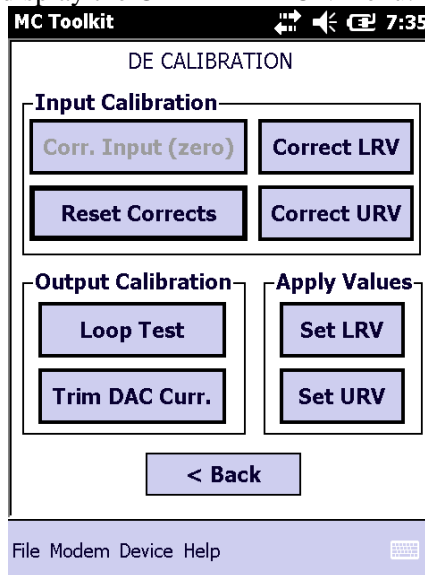 MC Toolkit 7:35
DE CALIBRATION
Input Calibration
Corr. Input (zero) Correct LRV
Reset Corrects Correct URV
Output Calibration Apply Values
Loop Test Set LRV
Trim DAC Curr. Set URV
< Back
File Modem Device Help